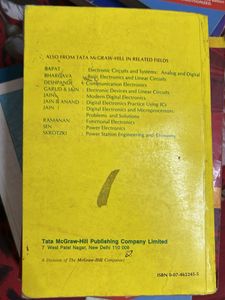 ALSO FROM TATA McGRAW-HILL IN RELATED FIELDS
BAPAT : Electronic Circuits and Systems: Analog and Digital
BHARGAVA : Basic Electronics and Linear Circuits
DESHPANDE : Communication Electronics
GARUD & JAIN : Electronic Devices and Linear Circuits
JAIN : Modern Digital Electronics
JAIN & ANAND : Digital Electronics Practice Using ICs
JAIN : Digital Electronics and Microprocessors
Problems and Solutions
RAMANAN : Functional Electronics
SEN : Power Electronics
SKROTZKI : Power Station Engineering and Economy
Tata McGraw-Hill Publishing Company Limited
7 West Patel Nagar, New Delhi 110 008
A Division of The McGraw-Hill Companies